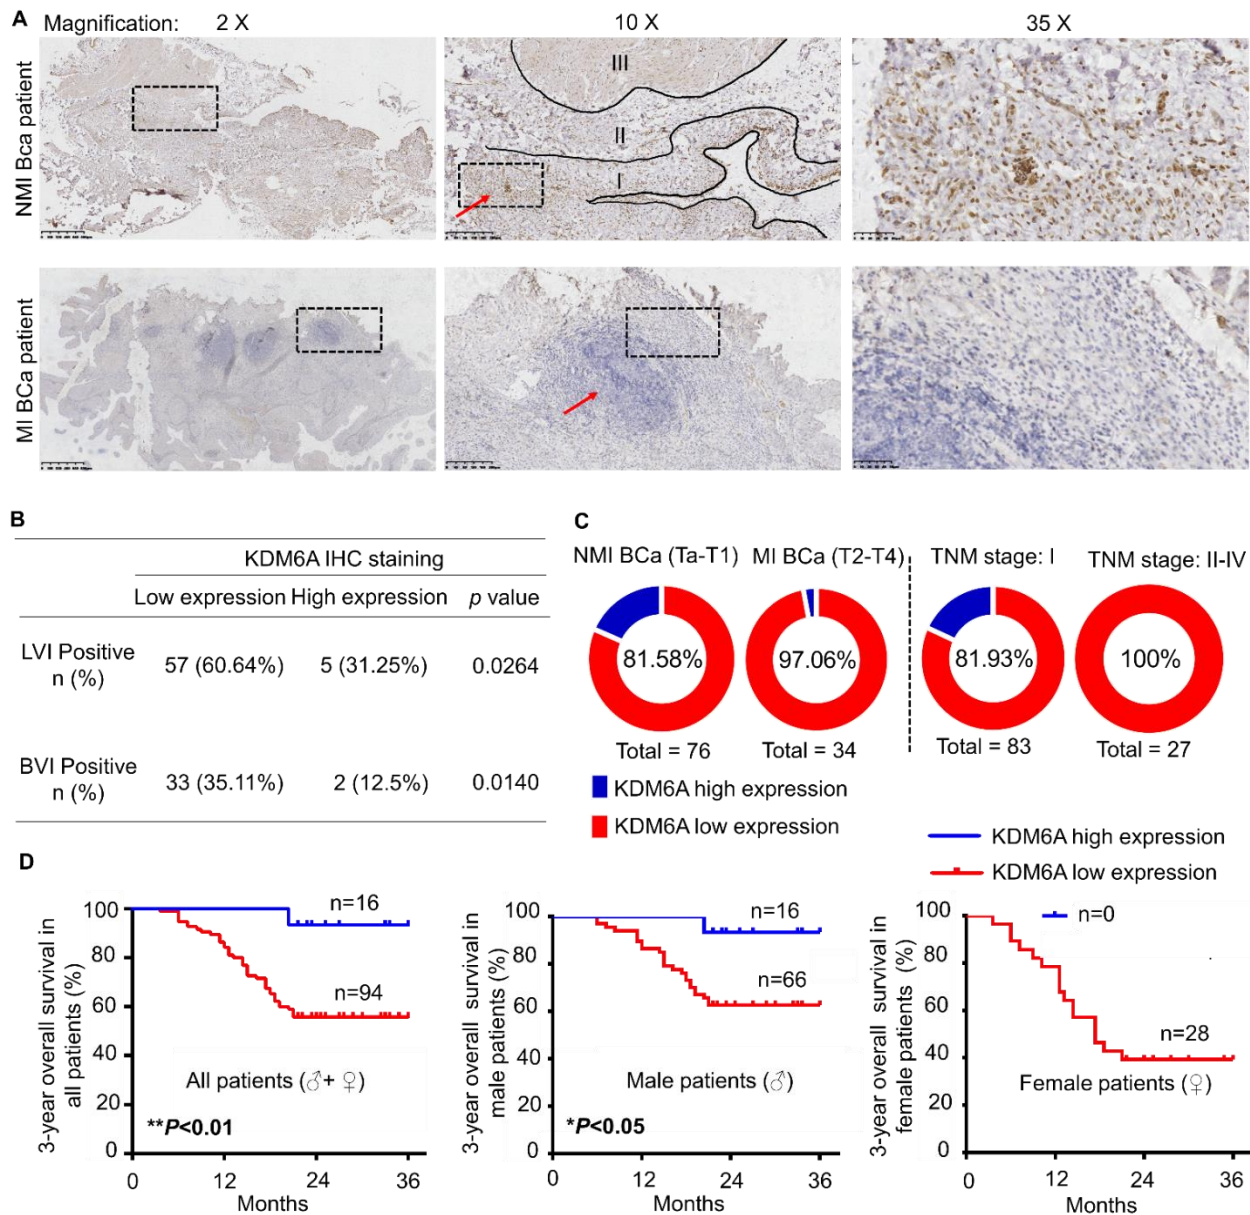 A
Magnification: 2 X 10 X 35 X
NMI Bca patient
III
II
I
MI BCa patient
B
KDM6A IHC staining
Low expression High expression p value
LVI Positive n (%) 57 (60.64%) 5 (31.25%) 0.0264
BVI Positive n (%) 33 (35.11%) 2 (12.5%) 0.0140
C
NMI BCa (Ta-T1) MI BCa (T2-T4) TNM stage: I TNM stage: II-IV
81.58% 97.06% 81.93% 100%
Total = 76 Total = 34 Total = 83 Total = 27
KDM6A high expression
KDM6A low expression
KDM6A high expression
KDM6A low expression
D
3-year overall survival in
all patients (%)
100
80
60
40
20
0
n=16
n=94
All patients (♂+ ♀)
**P<0.01
0 12 24 36
Months
3-year overall survival in
male patients (%)
100
80
60
40
20
0
n=16
n=66
Male patients (♂)
*P<0.05
0 12 24 36
Months
3-year overall survival in
female patients (%)
100
80
60
40
20
0
n=0
n=28
Female patients (♀)
0 12 24 36
Months